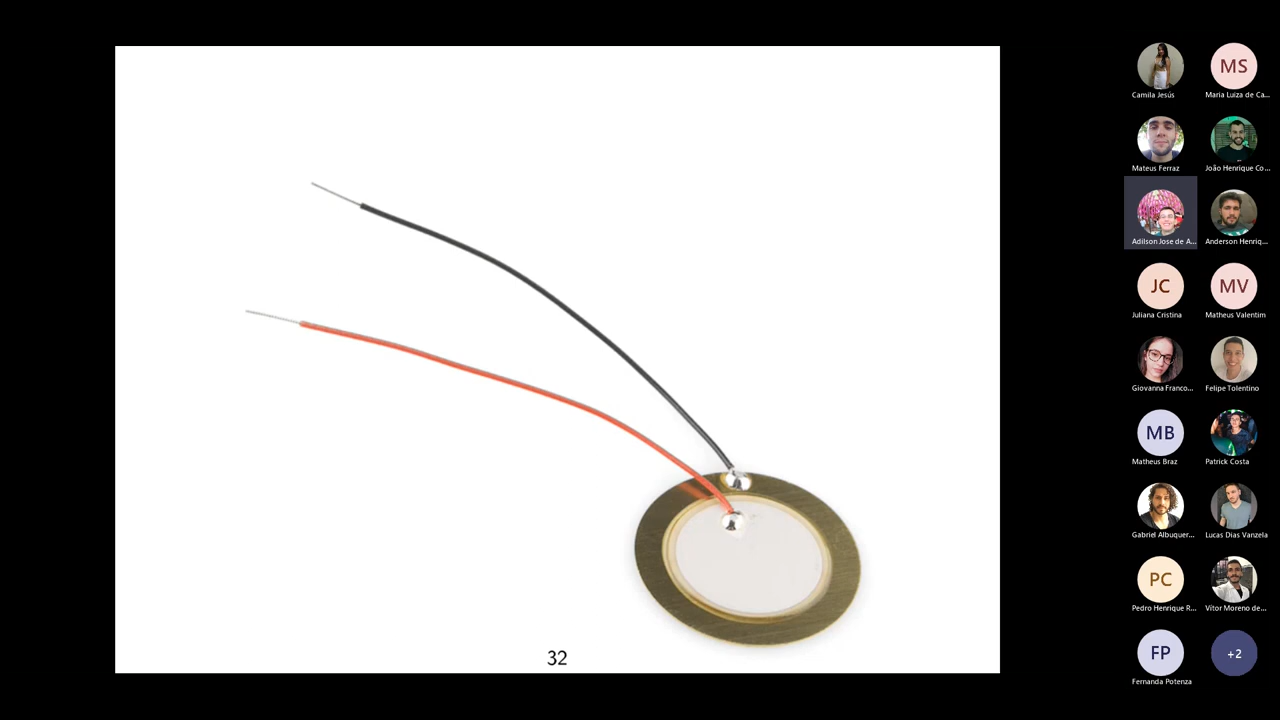 32
MS
Camila Jesús
Maria Luiza de Ca...
Mateus Ferraz
João Henrique Co...
Adilson Jose de A...
Anderson Henriq...
JC
MV
Juliana Cristina
Matheus Valentim
Giovanna Franco...
Felipe Tolentino
MB
Matheus Braz
Patrick Costa
Gabriel Albuquer...
Lucas Dias Vanzela
PC
Pedro Henrique R...
Vítor Moreno de...
FP
+2
Fernanda Potenza